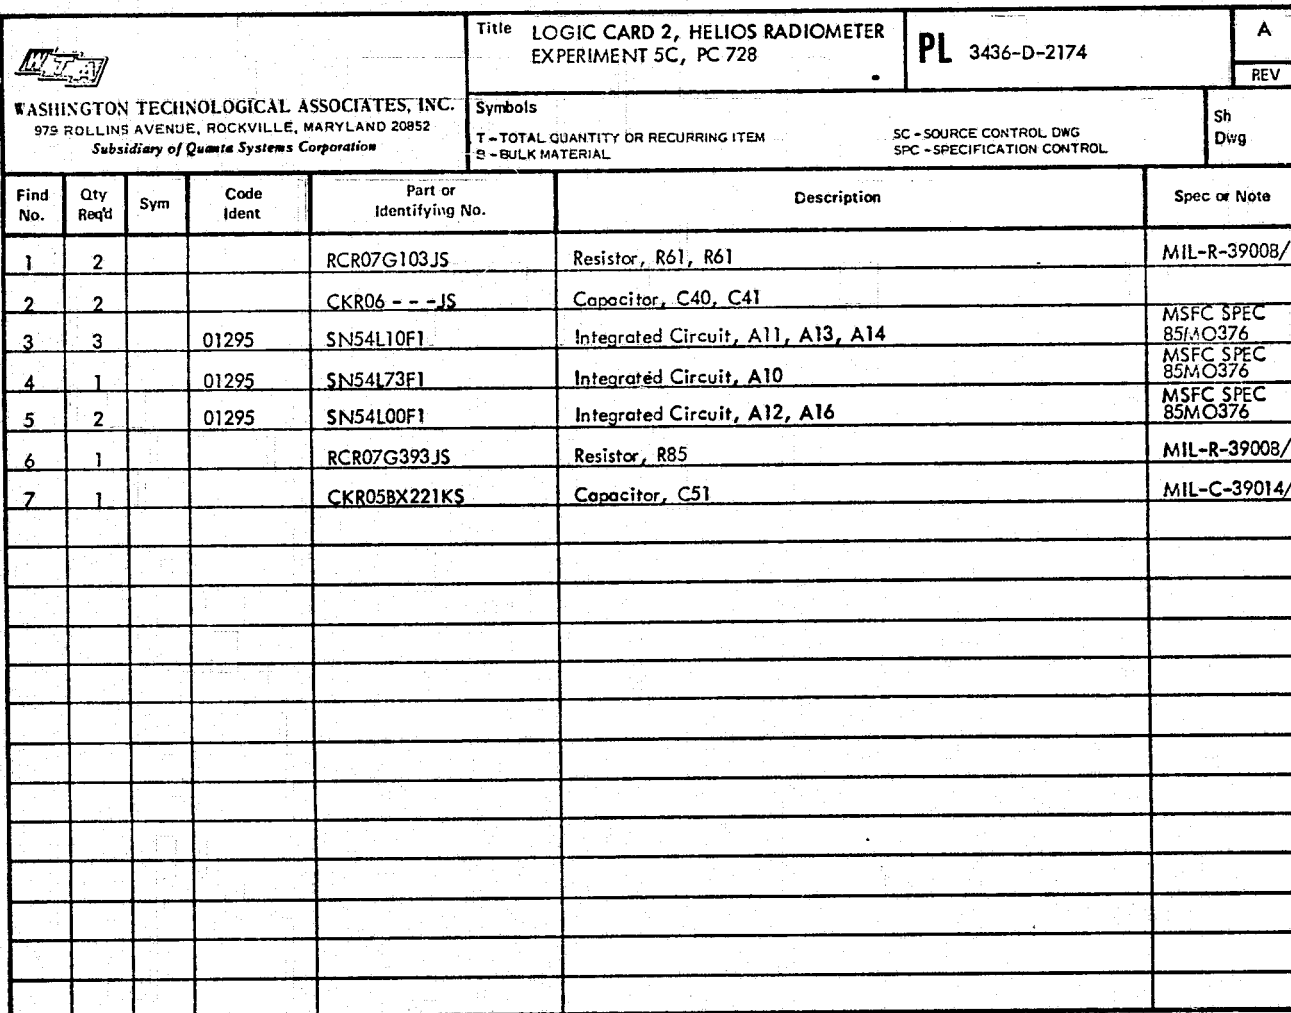 WTA
WASHINGTON TECHNOLOGICAL ASSOCIATES, INC.
979 ROLLINS AVENUE, ROCKVILLE, MARYLAND 20852
Subsidiary of Quanta Systems Corporation
Title LOGIC CARD 2, HELIOS RADIOMETER
EXPERIMENT 5C, PC 728
PL 3436-D-2174
A
REV
Symbols
T - TOTAL QUANTITY OR RECURRING ITEM SC - SOURCE CONTROL DWG
B - BULK MATERIAL SPC - SPECIFICATION CONTROL
Sh
Dwg
Find No. Qty Req'd Sym Code Ident Part or Identifying No. Description Spec or Note
1 2 RCR07G103JS Resistor, R61, R61 MIL-R-39008/
2 2 CKR06 - - -JS Capacitor, C40, C41
3 3 01295 SN54L10F1 Integrated Circuit, A11, A13, A14 MSFC SPEC 85MO376
4 1 01295 SN54L73F1 Integrated Circuit, A10 MSFC SPEC 85MO376
5 2 01295 SN54L00F1 Integrated Circuit, A12, A16 MSFC SPEC 85MO376
6 1 RCR07G393JS Resistor, R85 MIL-R-39008/
7 1 CKR05BX221KS Capacitor, C51 MIL-C-39014/